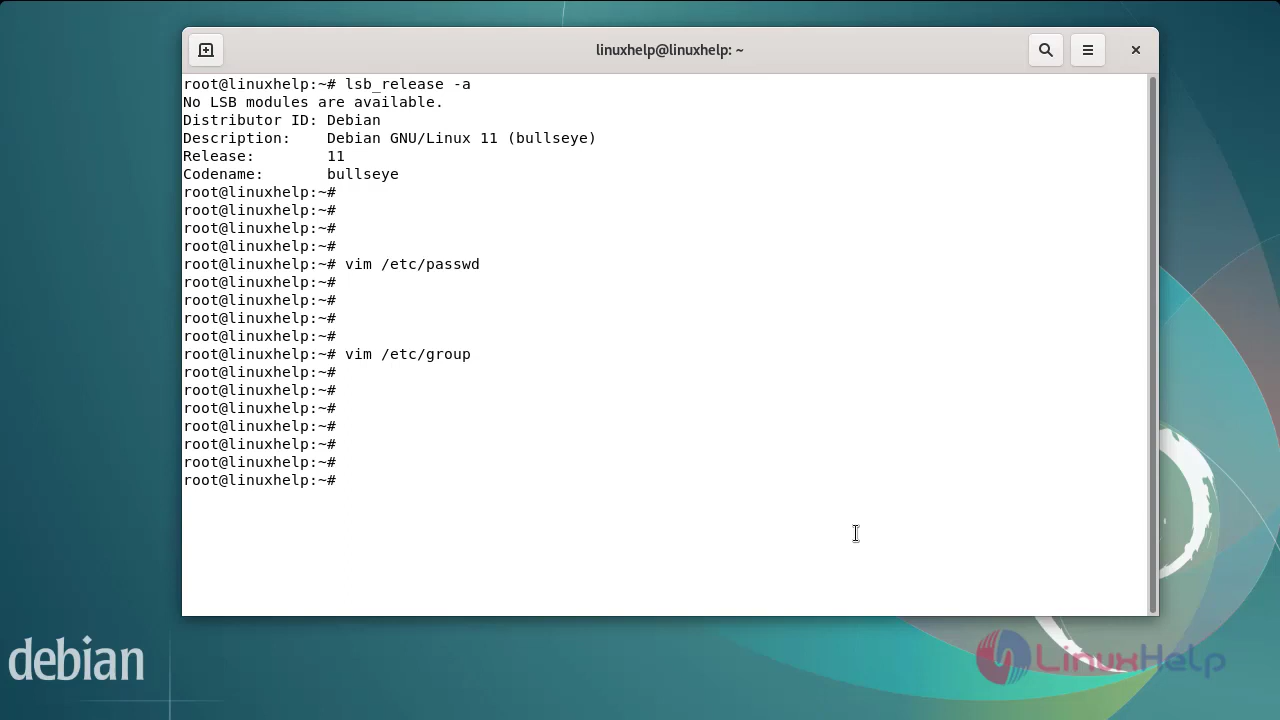 linuxhelp@linuxhelp: ~
root@linuxhelp:~# lsb_release -a
No LSB modules are available.
Distributor ID: Debian
Description:    Debian GNU/Linux 11 (bullseye)
Release:        11
Codename:       bullseye
root@linuxhelp:~#
root@linuxhelp:~#
root@linuxhelp:~#
root@linuxhelp:~#
root@linuxhelp:~# vim /etc/passwd
root@linuxhelp:~#
root@linuxhelp:~#
root@linuxhelp:~#
root@linuxhelp:~#
root@linuxhelp:~# vim /etc/group
root@linuxhelp:~#
root@linuxhelp:~#
root@linuxhelp:~#
root@linuxhelp:~#
root@linuxhelp:~#
root@linuxhelp:~#
root@linuxhelp:~#
debian
LinuxHelp